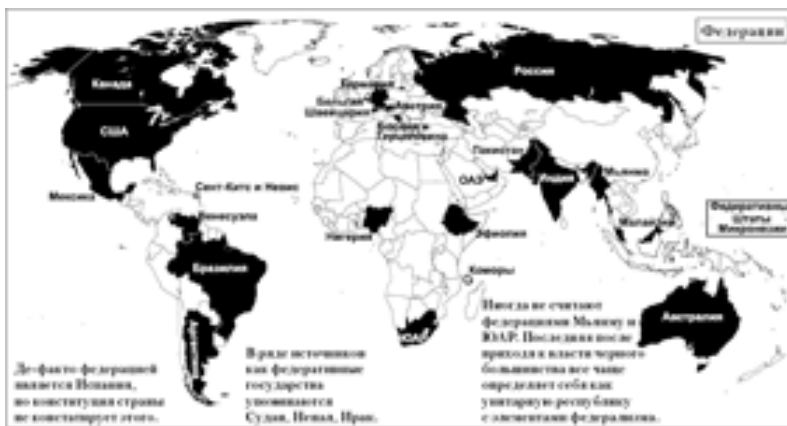 Федерации
Канада
Россия
США
Германия
Бельгия
Австрия
Швейцария
Босния и
Герцеговина
Пакистан
ОАЭ
Индия
Мьянма
Мексика
Сент-Китс и Невис
Венесуэла
Нигерия
Эфиопия
Малайзия
Федеративные
штаты
Микронезии
Бразилия
Коморы
Аргентина
ЮАР
Австралия
Де-факто федерацией
является Испания,
но конституция страны
не констатирует этого.
В ряде источников
как федеративные
государства
упоминаются
Судан, Непал, Ирак.
Иногда не считают
федерациями Мьянму и
ЮАР. Последняя после
прихода к власти черного
большинства все чаще
определяет себя как
унитарную республику
с элементами федерализма.